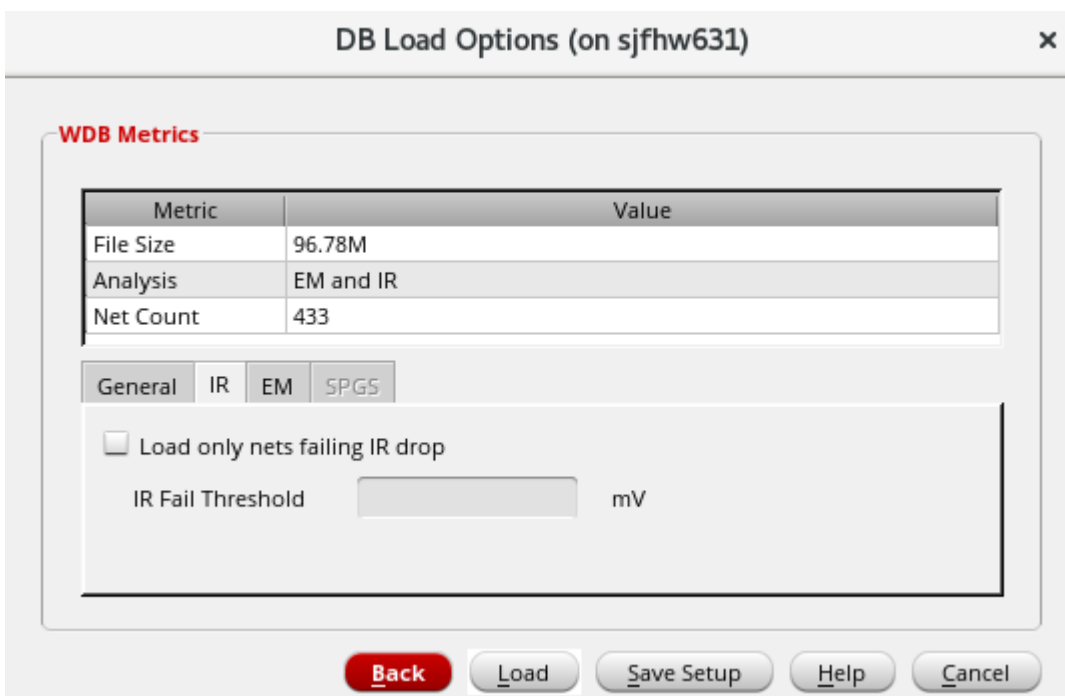 DB Load Options (on sjfhw631)
WDB Metrics
Metric Value
File Size 96.78M
Analysis EM and IR
Net Count 433
General IR EM SPGS
Load only nets failing IR drop
IR Fail Threshold mV
Back Load Save Setup Help Cancel